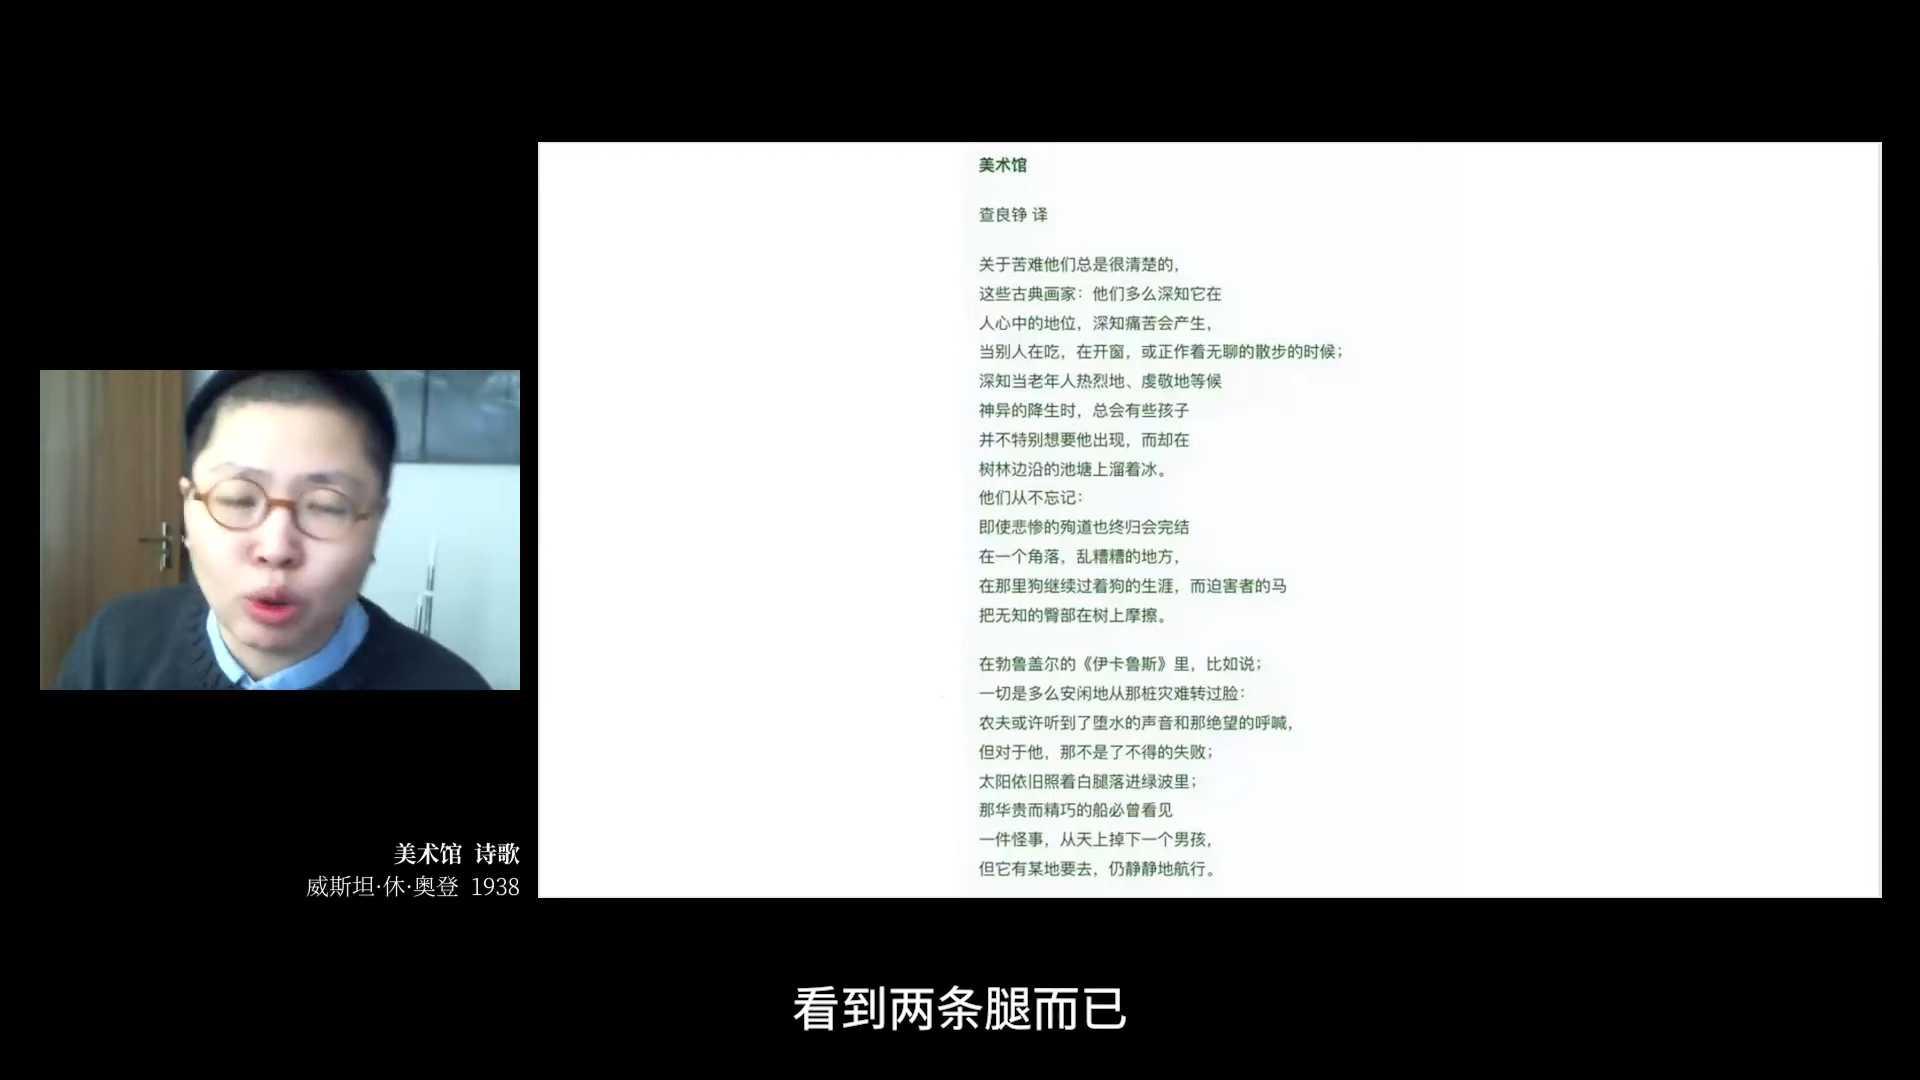 美术馆
查良铮 译
关于苦难他们总是很清楚的，
这些古典画家：他们多么深知它在
人心中的地位，深知痛苦会产生，
当别人在吃，在开窗，或正作着无聊的散步的时候；
深知当老年人热烈地、虔敬地等候
神异的降生时，总会有些孩子
并不特别想要他出现，而却在
树林边沿的池塘上溜着冰。
他们从不忘记：
即使悲惨的殉道也终归会完结
在一个角落，乱糟糟的地方，
在那里狗继续过着狗的生涯，而迫害者的马
把无知的臀部在树上摩擦。
在勃鲁盖尔的《伊卡鲁斯》里，比如说；
一切是多么安闲地从那桩灾难转过脸：
农夫或许听到了堕水的声音和那绝望的呼喊，
但对于他，那不是了不得的失败；
太阳依旧照着白腿落进绿波里；
那华贵而精巧的船必曾看见
一件怪事，从天上掉下一个男孩，
但它有某地要去，仍静静地航行。
美术馆 诗歌
威斯坦·休·奥登 1938
看到两条腿而已